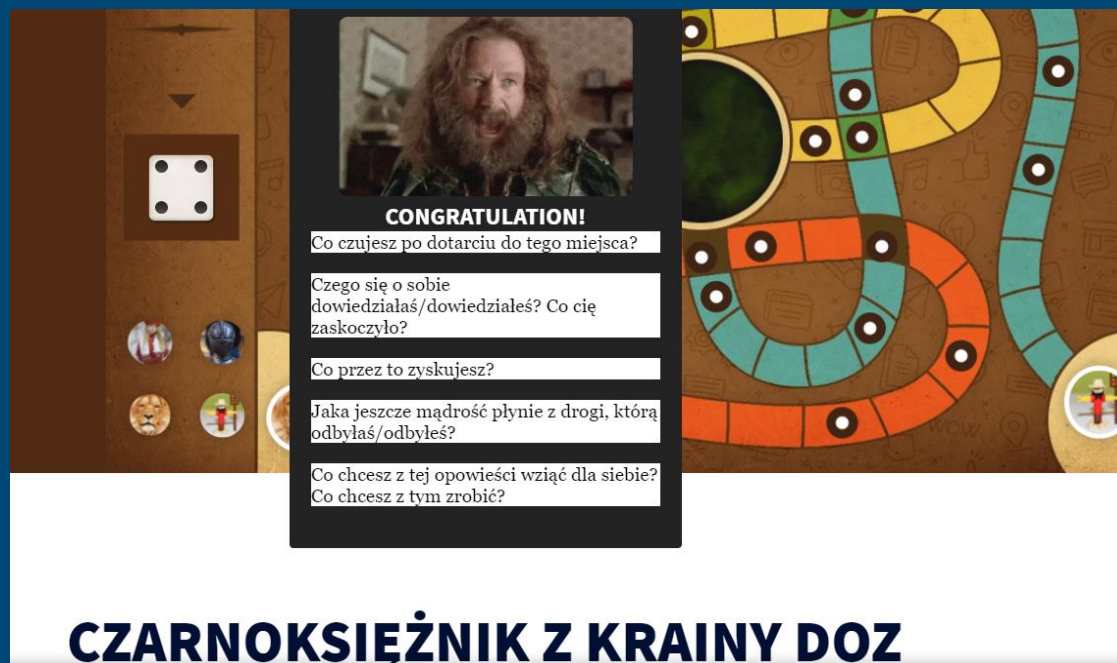 CONGRATULATION!
Co czujesz po dotarciu do tego miejsca?
Czego się o sobie
dowiedziałaś/dowiedziałeś? Co cię
zaskoczyło?
Co przez to zyskujesz?
Jaka jeszcze mądrość płynie z drogi, którą
odbyłaś/odbyłeś?
Co chcesz z tej opowieści wziąć dla siebie?
Co chcesz z tym zrobić?
WOW
CZARNOKSIĘŻNIK Z KRAINY DOZ